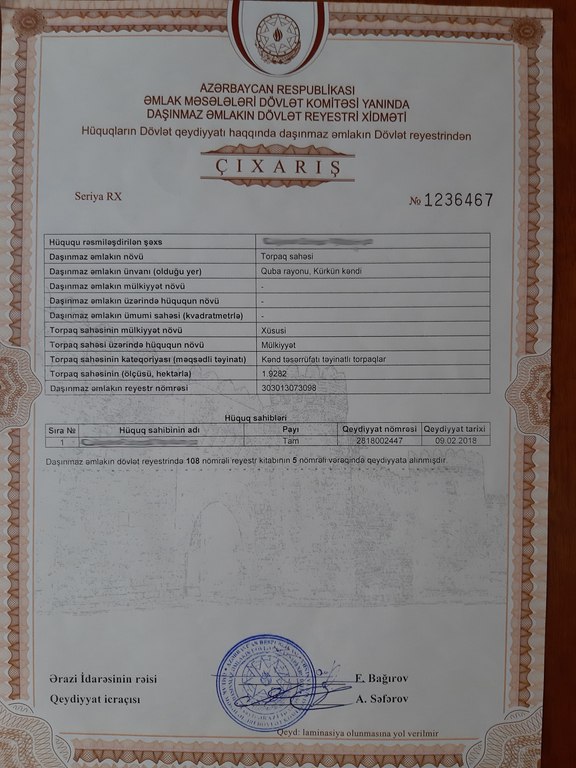 AZƏRBAYCAN RESPUBLİKASI
ƏMLAK MƏSƏLƏLƏRİ DÖVLƏT KOMİTƏSİ YANINDA
DAŞINMAZ ƏMLAKIN DÖVLƏT REYESTRİ XİDMƏTİ
Hüquqların Dövlət qeydiyyatı haqqında daşınmaz əmlakın Dövlət reyestrindən
ÇIXARIŞ
Seriya RX № 1236467
Hüququ rəsmiləşdirilən şəxs
Daşınmaz əmlakın növü Torpaq sahəsi
Daşınmaz əmlakın ünvanı (olduğu yer) Quba rayonu, Kürkün kəndi
Daşınmaz əmlakın mülkiyyət növü -
Daşınmaz əmlakın üzərində hüququn növü -
Daşınmaz əmlakın ümumi sahəsi (kvadratmetrlə) -
Torpaq sahəsinin mülkiyyət növü Xüsusi
Torpaq sahəsi üzərində hüququn növü Mülkiyyət
Torpaq sahəsinin kateqoriyası (məqsədli təyinatı) Kənd təsərrüfatı təyinatlı torpaqlar
Torpaq sahəsinin (ölçüsü, hektarla) 1.9282
Daşınmaz əmlakın reyestr nömrəsi 303013073098
Hüquq sahibləri
Sıra № Hüquq sahibinin adı Payı Qeydiyyat nömrəsi Qeydiyyat tarixi
1 Tam 2818002447 09.02.2018
Daşınmaz əmlakın dövlət reyestrində 108 nömrəli reyestr kitabının 5 nömrəli vərəqində qeydiyyata alınmışdır.
Ərazi İdarəsinin rəisi E. Bağırov
Qeydiyyat icraçısı A. Səfərov
Qeyd: laminasiya olunmasına yol verilmir